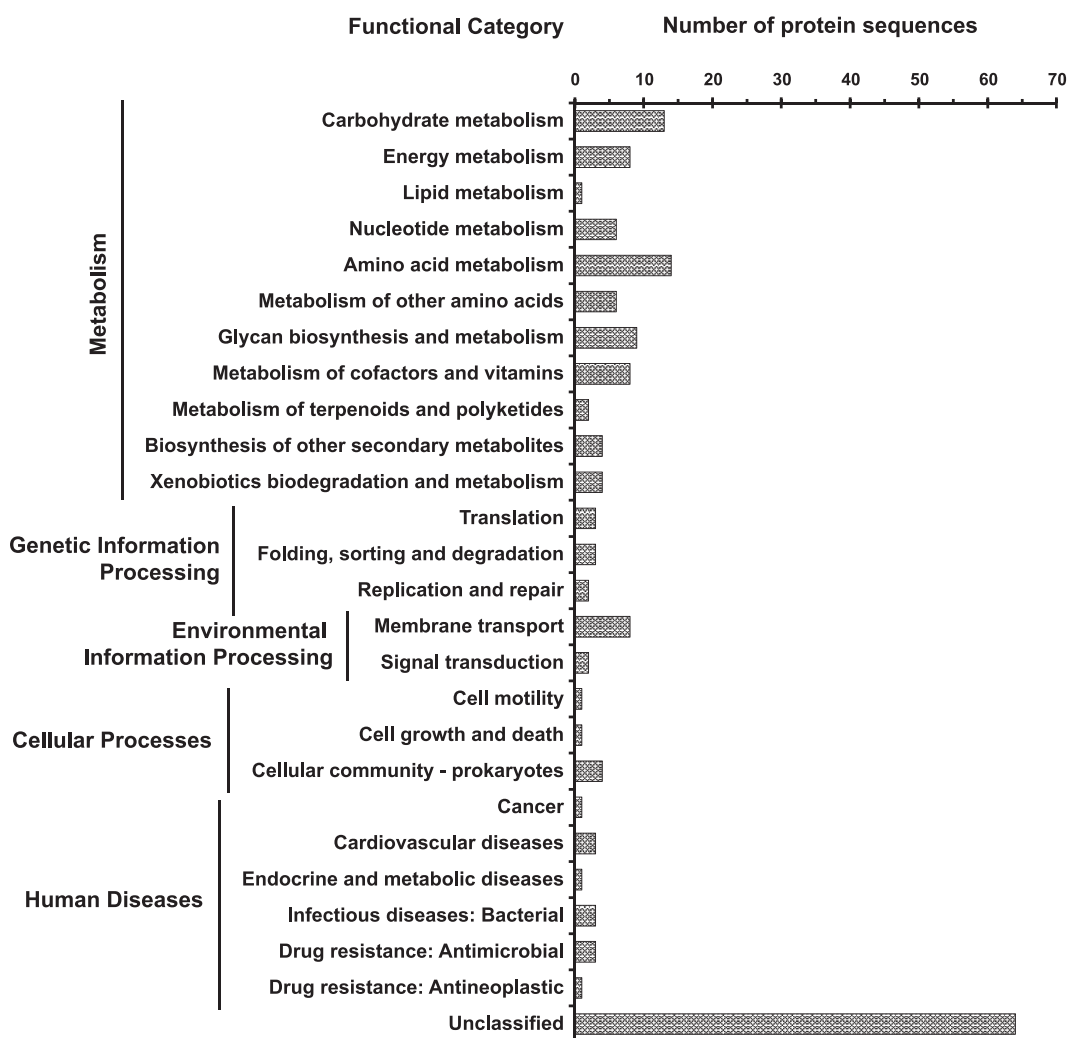 Functional Category
Number of protein sequences
0 10 20 30 40 50 60 70
Metabolism
Carbohydrate metabolism
Energy metabolism
Lipid metabolism
Nucleotide metabolism
Amino acid metabolism
Metabolism of other amino acids
Glycan biosynthesis and metabolism
Metabolism of cofactors and vitamins
Metabolism of terpenoids and polyketides
Biosynthesis of other secondary metabolites
Xenobiotics biodegradation and metabolism
Genetic Information
Processing
Translation
Folding, sorting and degradation
Replication and repair
Environmental
Information Processing
Membrane transport
Signal transduction
Cellular Processes
Cell motility
Cell growth and death
Cellular community - prokaryotes
Human Diseases
Cancer
Cardiovascular diseases
Endocrine and metabolic diseases
Infectious diseases: Bacterial
Drug resistance: Antimicrobial
Drug resistance: Antineoplastic
Unclassified